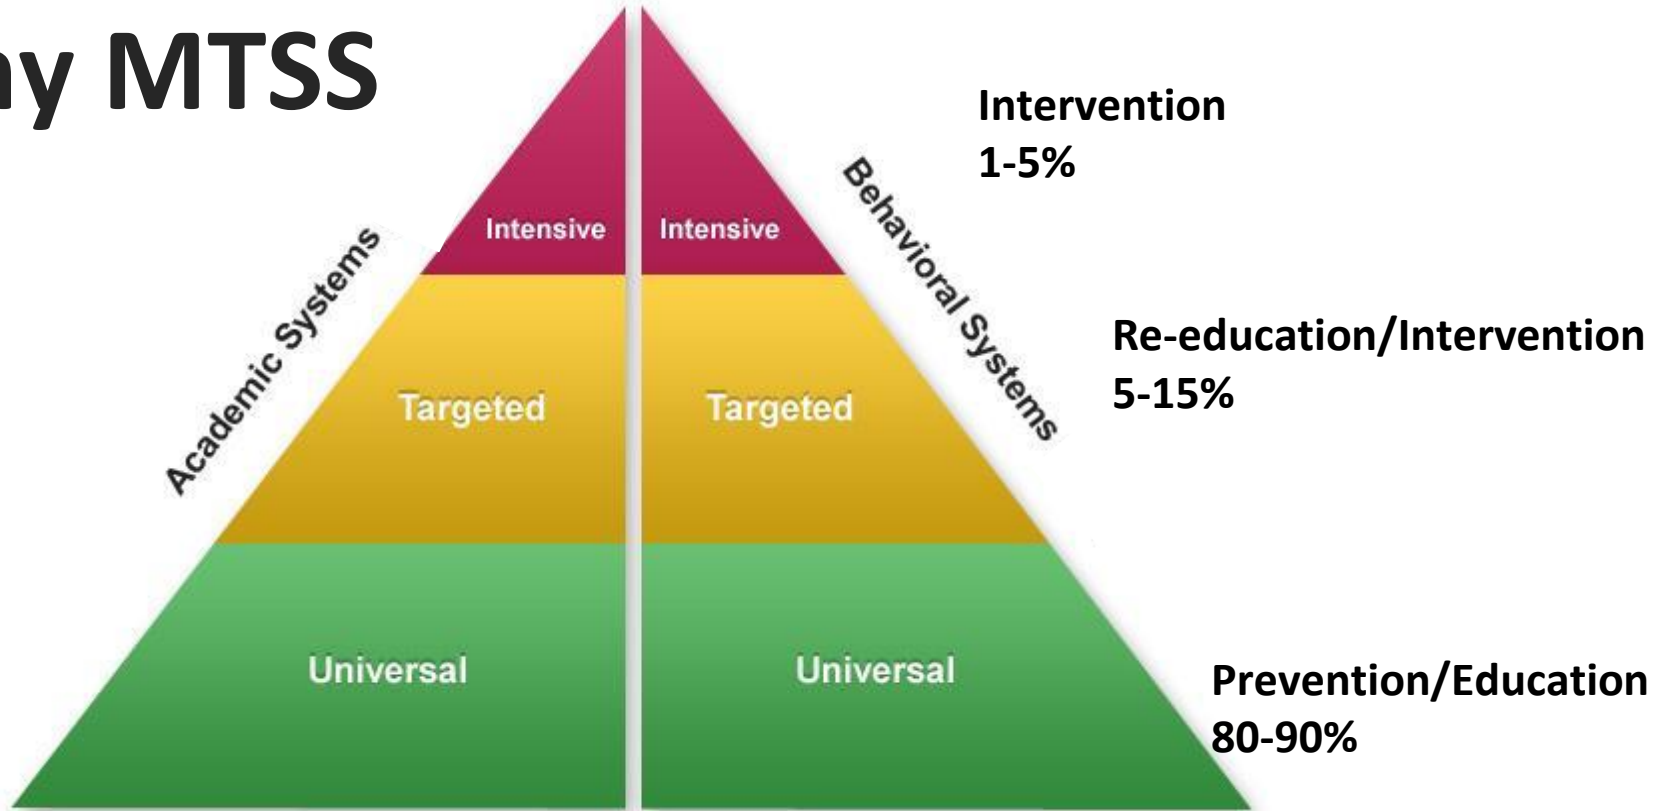 ay MTSS
Intervention
1-5%
Intensive
Intensive
Academic Systems
Behavioral Systems
Re-education/Intervention
5-15%
Targeted
Targeted
Universal
Universal
Prevention/Education
80-90%